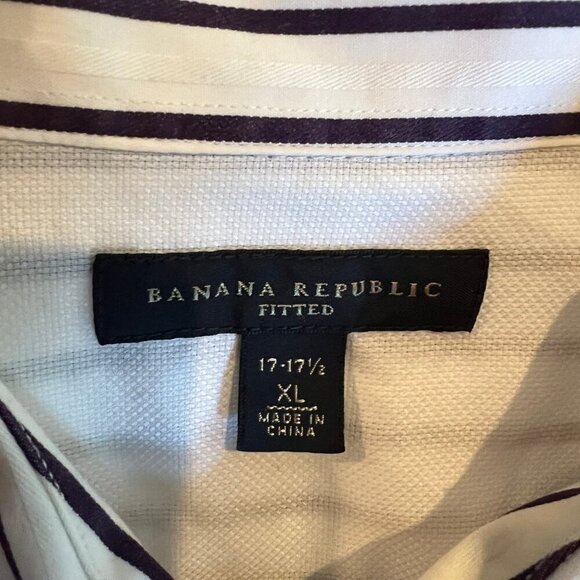 BANANA REPUBLIC
FITTED
17-17½
XL
MADE IN
CHINA